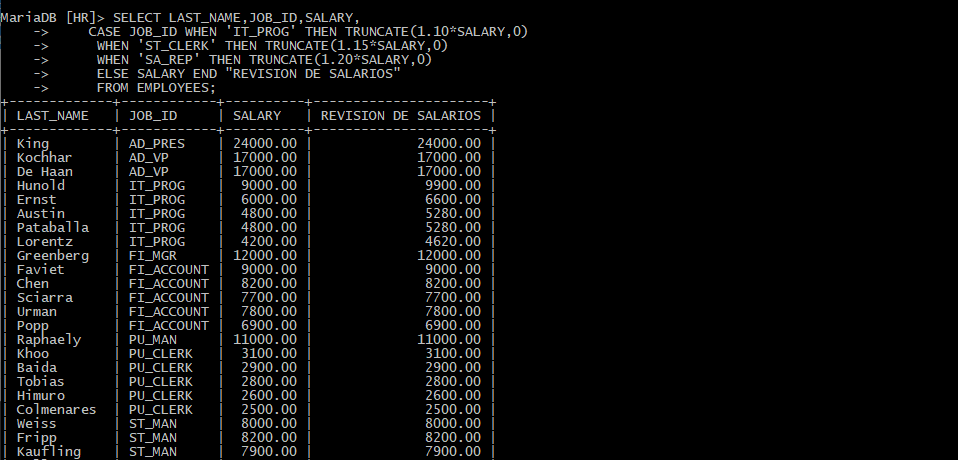 MariaDB [HR]> SELECT LAST_NAME,JOB_ID,SALARY,
    ->     CASE JOB_ID WHEN 'IT_PROG' THEN TRUNCATE(1.10*SALARY,0)
    ->      WHEN 'ST_CLERK' THEN TRUNCATE(1.15*SALARY,0)
    ->      WHEN 'SA_REP' THEN TRUNCATE(1.20*SALARY,0)
    ->      ELSE SALARY END "REVISION DE SALARIOS"
    ->      FROM EMPLOYEES;
+-------------+------------+----------+----------------------+
| LAST_NAME   | JOB_ID     | SALARY   | REVISION DE SALARIOS |
+-------------+------------+----------+----------------------+
| King        | AD_PRES    | 24000.00 |             24000.00 |
| Kochhar     | AD_VP      | 17000.00 |             17000.00 |
| De Haan     | AD_VP      | 17000.00 |             17000.00 |
| Hunold      | IT_PROG    |  9000.00 |              9900.00 |
| Ernst       | IT_PROG    |  6000.00 |              6600.00 |
| Austin      | IT_PROG    |  4800.00 |              5280.00 |
| Pataballa   | IT_PROG    |  4800.00 |              5280.00 |
| Lorentz     | IT_PROG    |  4200.00 |              4620.00 |
| Greenberg   | FI_MGR     | 12000.00 |             12000.00 |
| Faviet      | FI_ACCOUNT |  9000.00 |              9000.00 |
| Chen        | FI_ACCOUNT |  8200.00 |              8200.00 |
| Sciarra     | FI_ACCOUNT |  7700.00 |              7700.00 |
| Urman       | FI_ACCOUNT |  7800.00 |              7800.00 |
| Popp        | FI_ACCOUNT |  6900.00 |              6900.00 |
| Raphaely    | PU_MAN     | 11000.00 |             11000.00 |
| Khoo        | PU_CLERK   |  3100.00 |              3100.00 |
| Baida       | PU_CLERK   |  2900.00 |              2900.00 |
| Tobias      | PU_CLERK   |  2800.00 |              2800.00 |
| Himuro      | PU_CLERK   |  2600.00 |              2600.00 |
| Colmenares  | PU_CLERK   |  2500.00 |              2500.00 |
| Weiss       | ST_MAN     |  8000.00 |              8000.00 |
| Fripp       | ST_MAN     |  8200.00 |              8200.00 |
| Kaufling    | ST_MAN     |  7900.00 |              7900.00 |